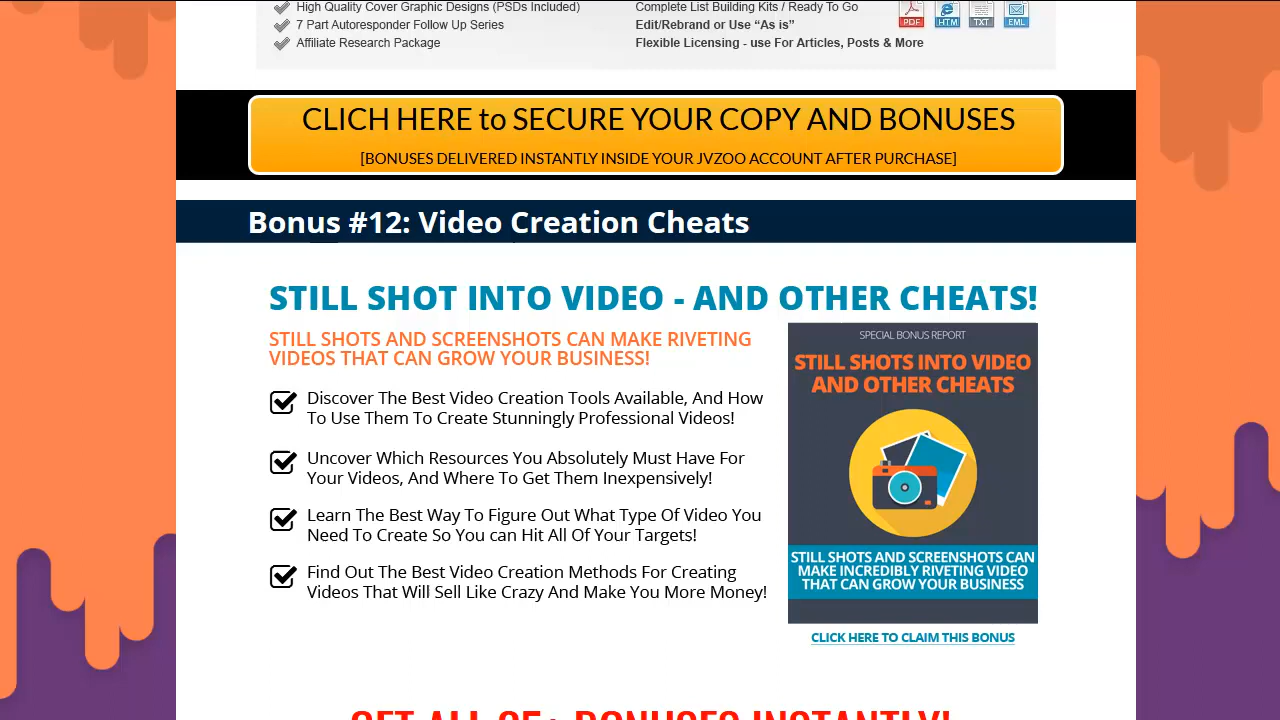 High Quality Cover Graphic Designs (PSDs Included)
7 Part Autoresponder Follow Up Series
Affiliate Research Package
Complete List Building Kits / Ready To Go
Edit/Rebrand or Use “As is”
Flexible Licensing - use For Articles, Posts & More
PDF
HTM
TXT
EML
CLICH HERE to SECURE YOUR COPY AND BONUSES
[BONUSES DELIVERED INSTANTLY INSIDE YOUR JVZOO ACCOUNT AFTER PURCHASE]
Bonus #12: Video Creation Cheats
STILL SHOT INTO VIDEO - AND OTHER CHEATS!
STILL SHOTS AND SCREENSHOTS CAN MAKE RIVETING
VIDEOS THAT CAN GROW YOUR BUSINESS!
Discover The Best Video Creation Tools Available, And How
To Use Them To Create Stunningly Professional Videos!
Uncover Which Resources You Absolutely Must Have For
Your Videos, And Where To Get Them Inexpensively!
Learn The Best Way To Figure Out What Type Of Video You
Need To Create So You can Hit All Of Your Targets!
Find Out The Best Video Creation Methods For Creating
Videos That Will Sell Like Crazy And Make You More Money!
SPECIAL BONUS REPORT
STILL SHOTS INTO VIDEO
AND OTHER CHEATS
STILL SHOTS AND SCREENSHOTS CAN
MAKE INCREDIBLY RIVETING VIDEO
THAT CAN GROW YOUR BUSINESS
CLICK HERE TO CLAIM THIS BONUS
GET ALL 25+ BONUSES INSTANTLY!